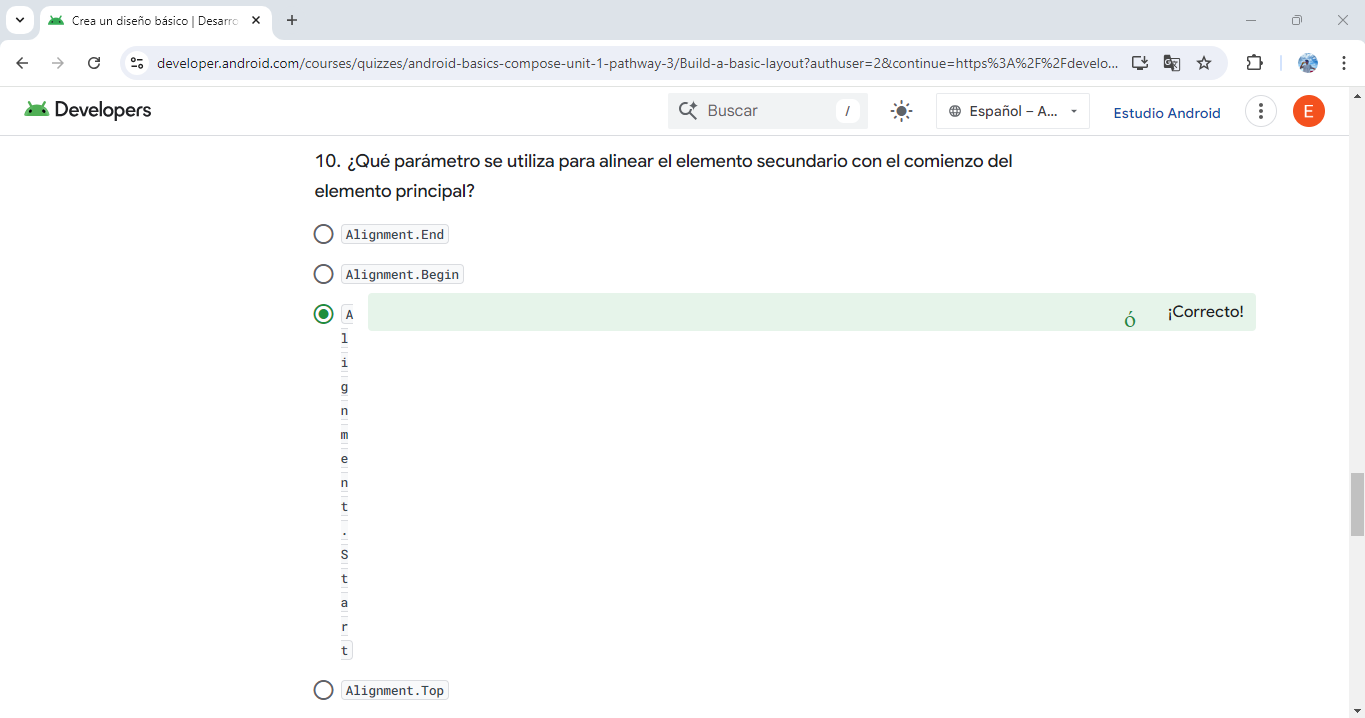 Crea un diseño básico | Desarro
developer.android.com/courses/quizzes/android-basics-compose-unit-1-pathway-3/Build-a-basic-layout?authuser=2&continue=https%3A%2F%2Fdevelo...
Developers
Buscar
/
Español – A...
Estudio Android
E
10. ¿Qué parámetro se utiliza para alinear el elemento secundario con el comienzo del
elemento principal?
Alignment.End
Alignment.Begin
A
ó
¡Correcto!
l
i
g
n
m
e
n
t
.
S
t
a
r
t
Alignment.Top